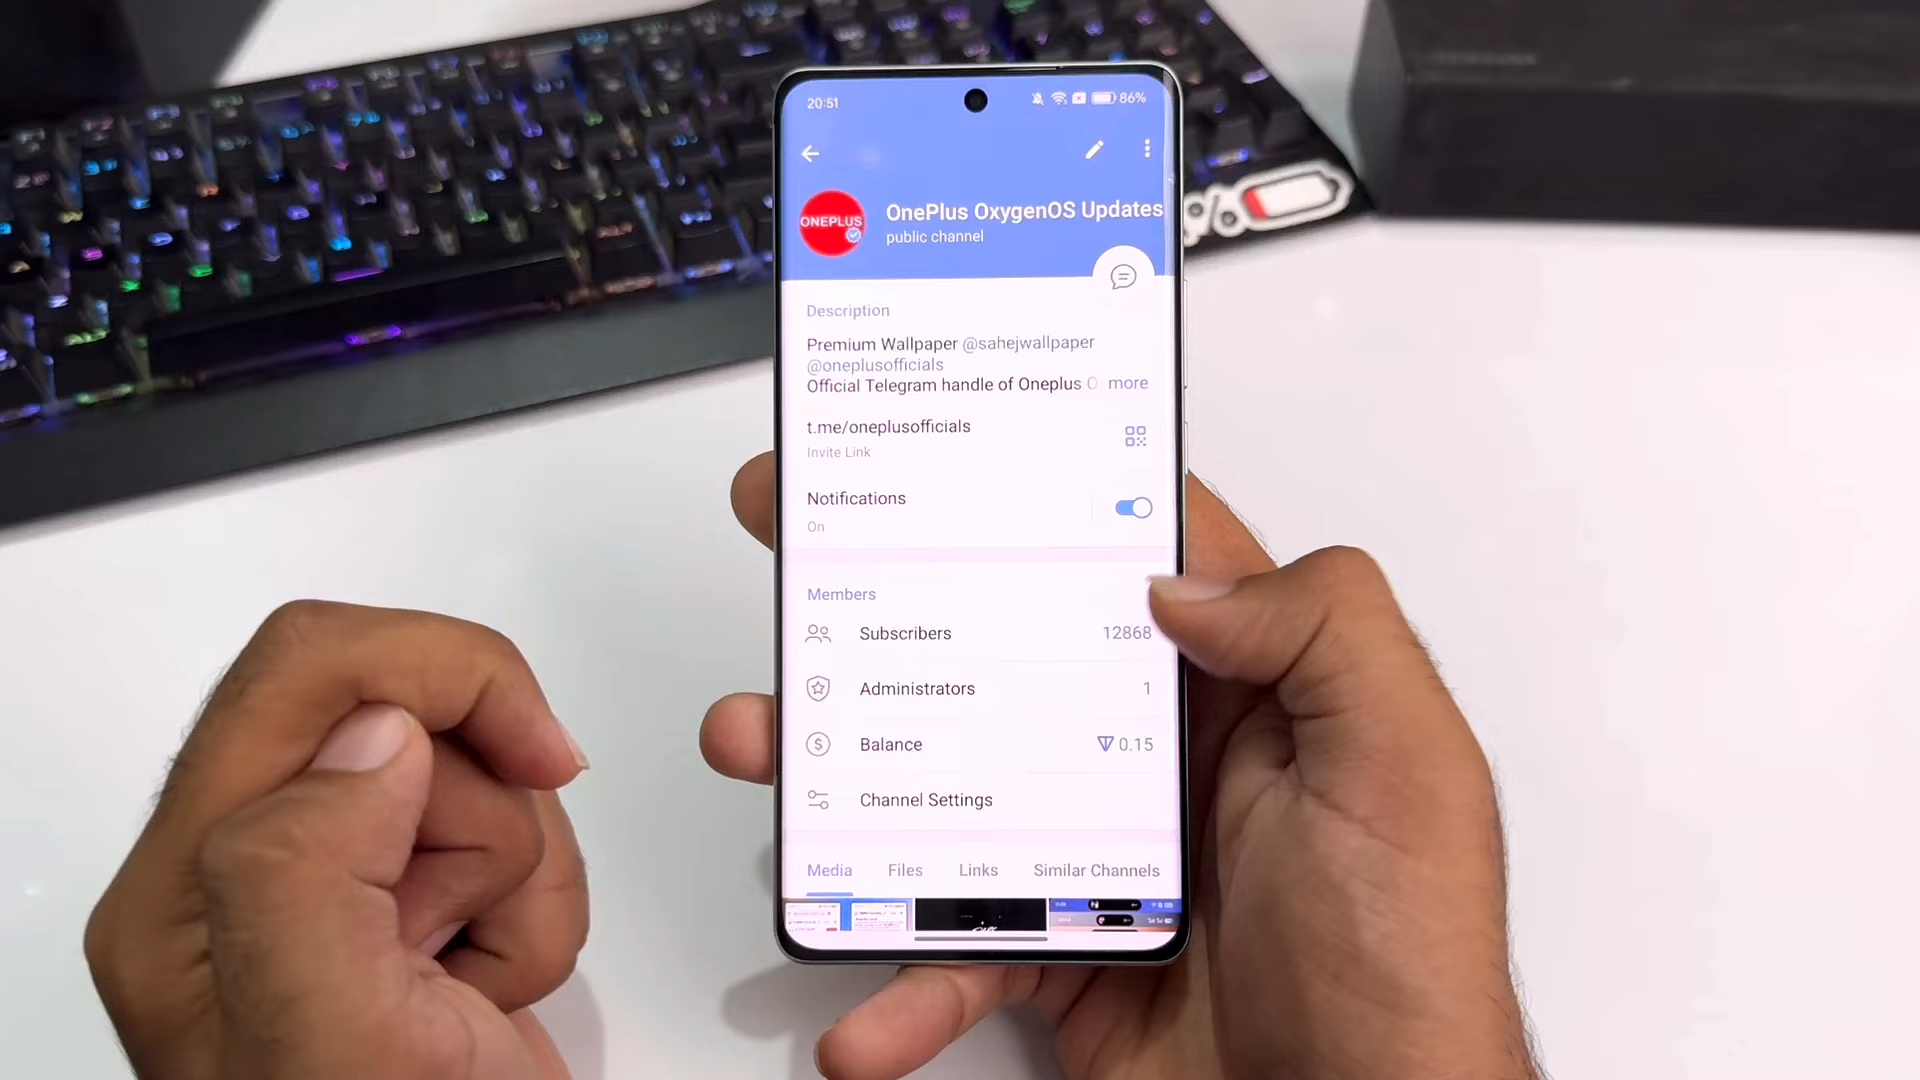 20:51
86%
ONEPLUS
OnePlus OxygenOS Updates
public channel
Description
Premium Wallpaper @sahejwallpaper
@oneplusofficials
Official Telegram handle of Oneplus O more
t.me/oneplusofficials
Invite Link
Notifications
On
Members
Subscribers 12868
Administrators 1
Balance 0.15
Channel Settings
Media Files Links Similar Channels
%